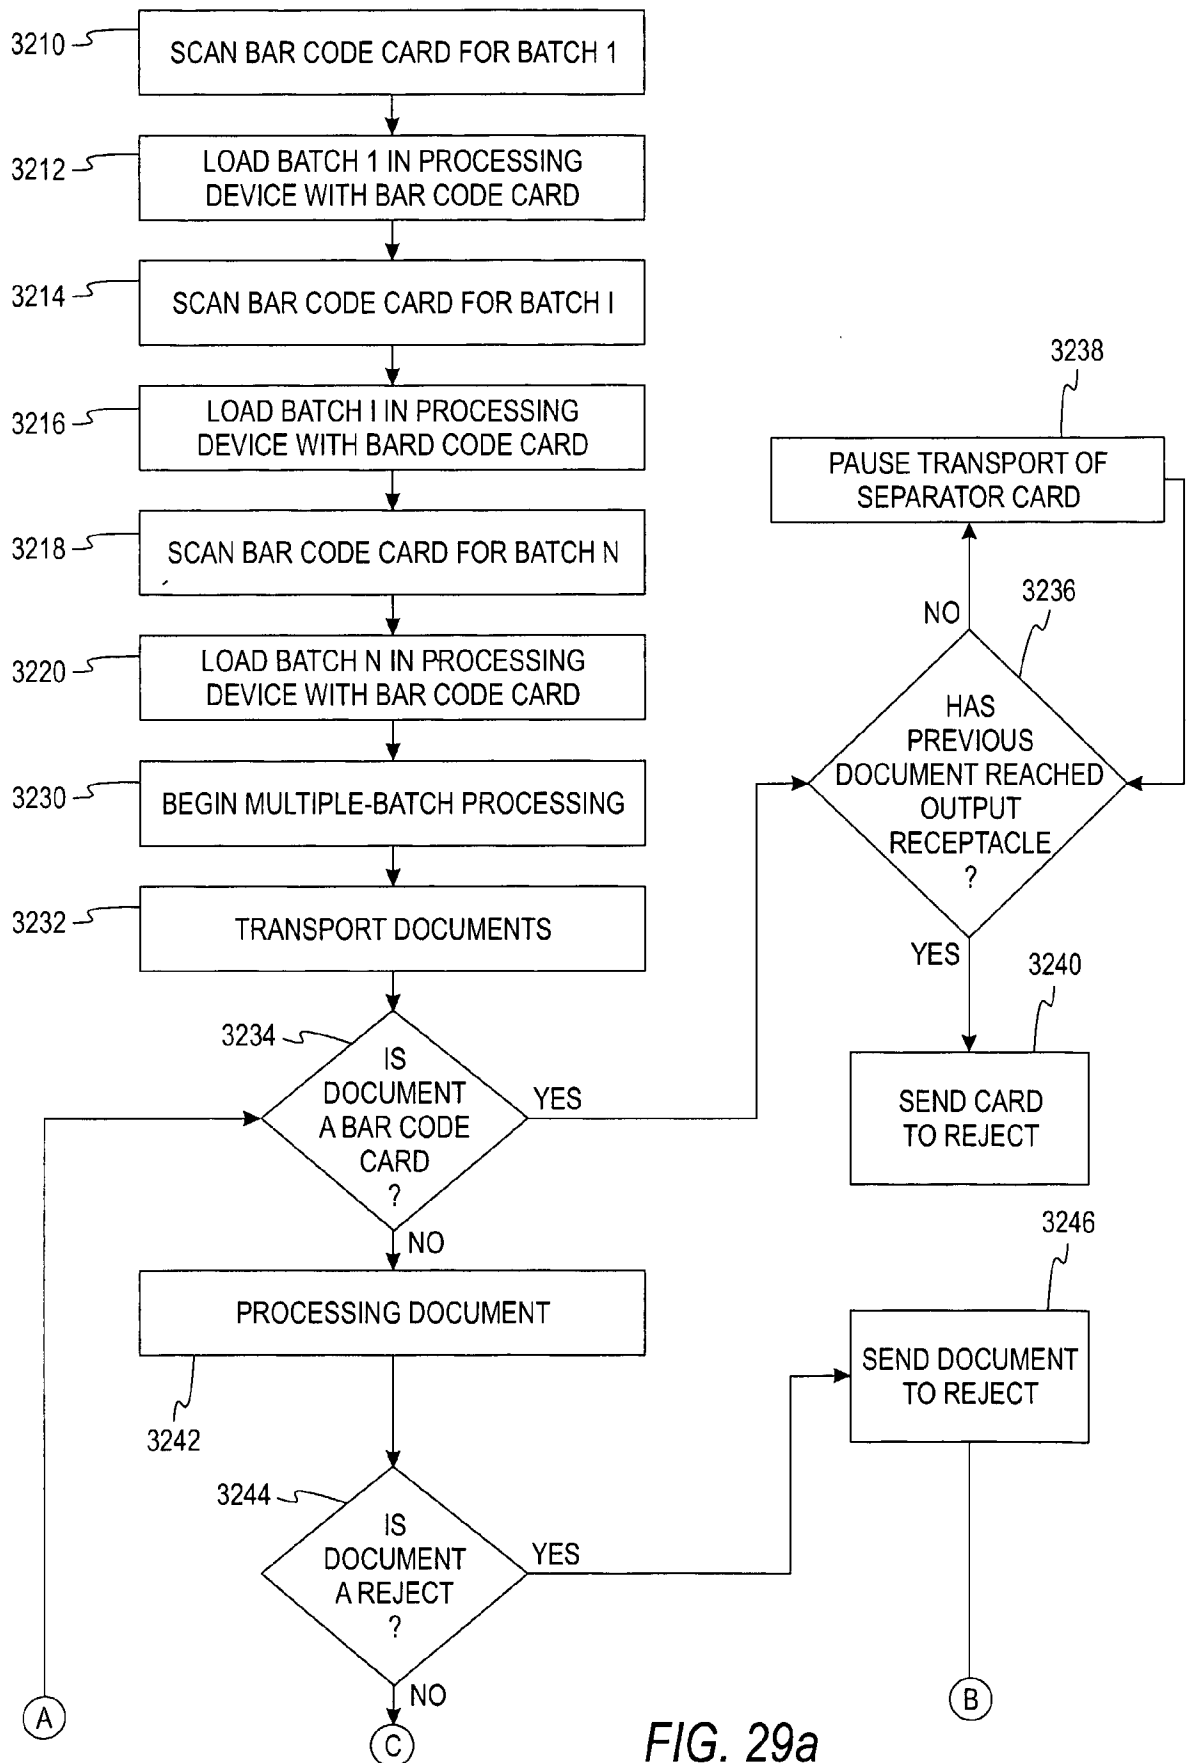 3210
SCAN BAR CODE CARD FOR BATCH 1
3212
LOAD BATCH 1 IN PROCESSING
DEVICE WITH BAR CODE CARD
3214
SCAN BAR CODE CARD FOR BATCH I
3216
LOAD BATCH I IN PROCESSING
DEVICE WITH BARD CODE CARD
3218
SCAN BAR CODE CARD FOR BATCH N
3220
LOAD BATCH N IN PROCESSING
DEVICE WITH BAR CODE CARD
3230
BEGIN MULTIPLE-BATCH PROCESSING
3232
TRANSPORT DOCUMENTS
3234
IS
DOCUMENT
A BAR CODE
CARD
?
YES
NO
3238
PAUSE TRANSPORT OF
SEPARATOR CARD
3236
NO
HAS
PREVIOUS
DOCUMENT REACHED
OUTPUT
RECEPTACLE
?
YES
3240
SEND CARD
TO REJECT
PROCESSING DOCUMENT
3242
3244
IS
DOCUMENT
A REJECT
?
YES
NO
3246
SEND DOCUMENT
TO REJECT
A
C
B
FIG. 29a